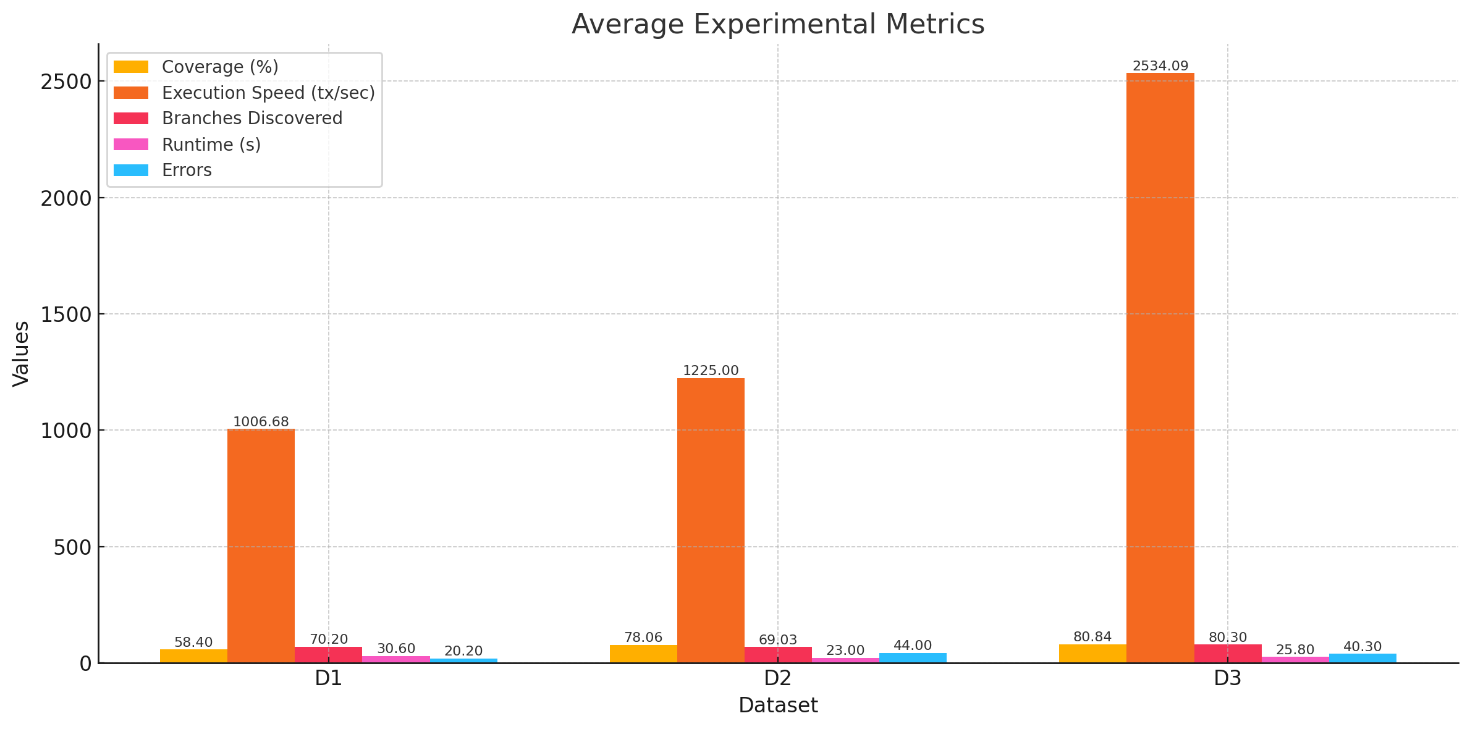 Average Experimental Metrics
Coverage (%)
Execution Speed (tx/sec)
Branches Discovered
Runtime (s)
Errors
Values
2500
2000
1500
1000
500
0
58.40
1006.68
70.20
30.60
20.20
78.06
1225.00
69.03
23.00
44.00
80.84
2534.09
80.30
25.80
40.30
D1
D2
D3
Dataset